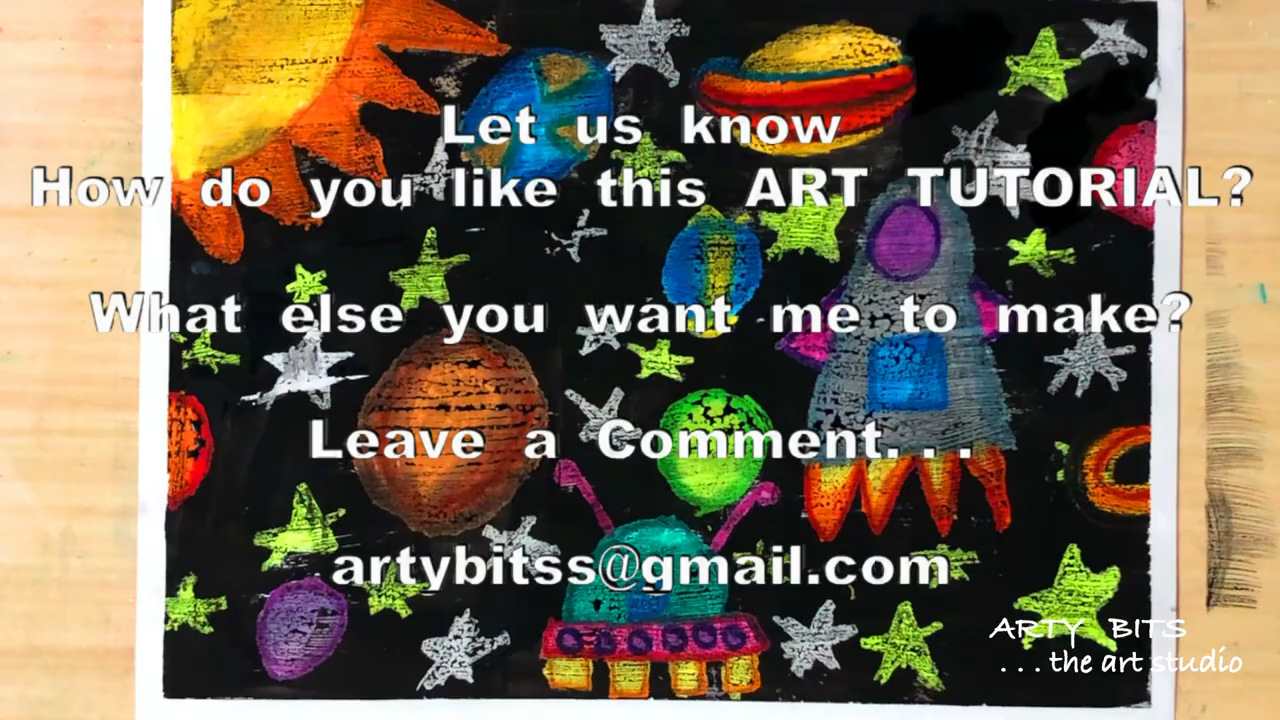 Let us know
How do you like this ART TUTORIAL?
What else you want me to make?
Leave a Comment. . .
artybitss@gmail.com
ARTY BITS
. . . the art studio